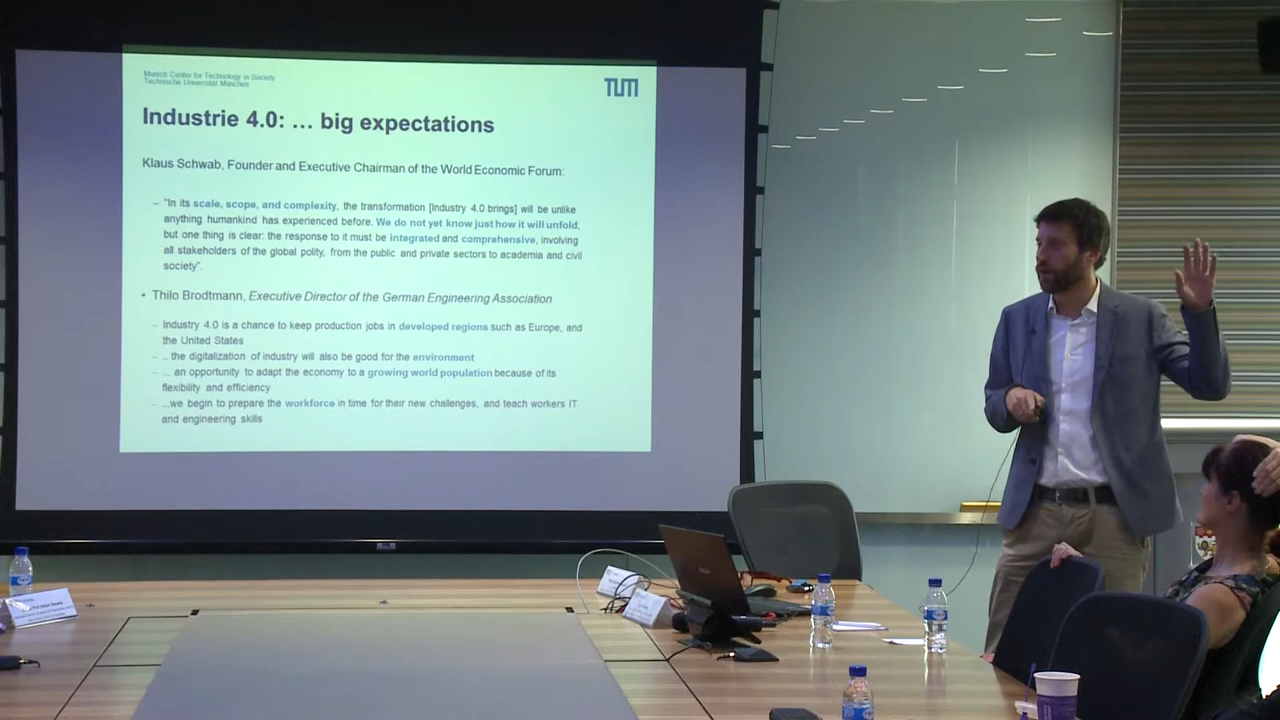 Munich Center for Technology in Society
Technische Universität München
TUM
Industrie 4.0: … big expectations
Klaus Schwab, Founder and Executive Chairman of the World Economic Forum:
– "In its scale, scope, and complexity, the transformation [Industry 4.0 brings] will be unlike
anything humankind has experienced before. We do not yet know just how it will unfold,
but one thing is clear: the response to it must be integrated and comprehensive, involving
all stakeholders of the global polity, from the public and private sectors to academia and civil
society".
• Thilo Brodtmann, Executive Director of the German Engineering Association
– Industry 4.0 is a chance to keep production jobs in developed regions such as Europe, and
the United States
– .. the digitalization of industry will also be good for the environment
– … an opportunity to adapt the economy to a growing world population because of its
flexibility and efficiency
– …we begin to prepare the workforce in time for their new challenges, and teach workers IT
and engineering skills